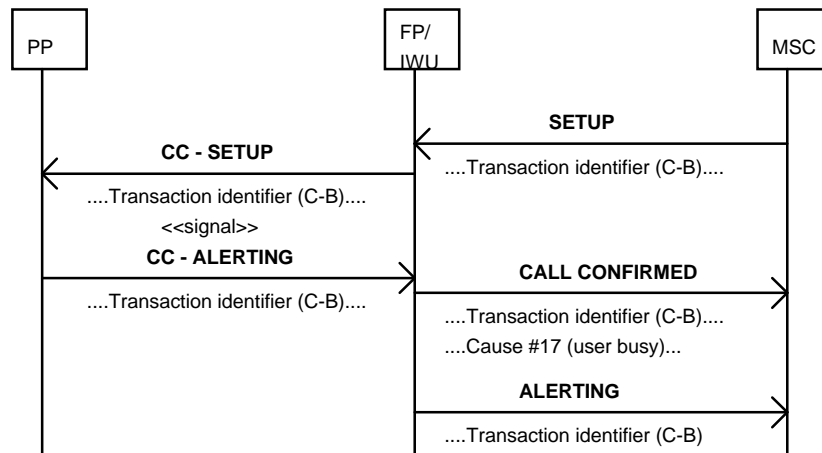 PP
FP/
IWU
MSC
SETUP
CC - SETUP
....Transaction identifier (C-B)....
....Transaction identifier (C-B)....
<<signal>>
CC - ALERTING
CALL CONFIRMED
....Transaction identifier (C-B)....
....Transaction identifier (C-B)....
....Cause #17 (user busy)...
ALERTING
....Transaction identifier (C-B)